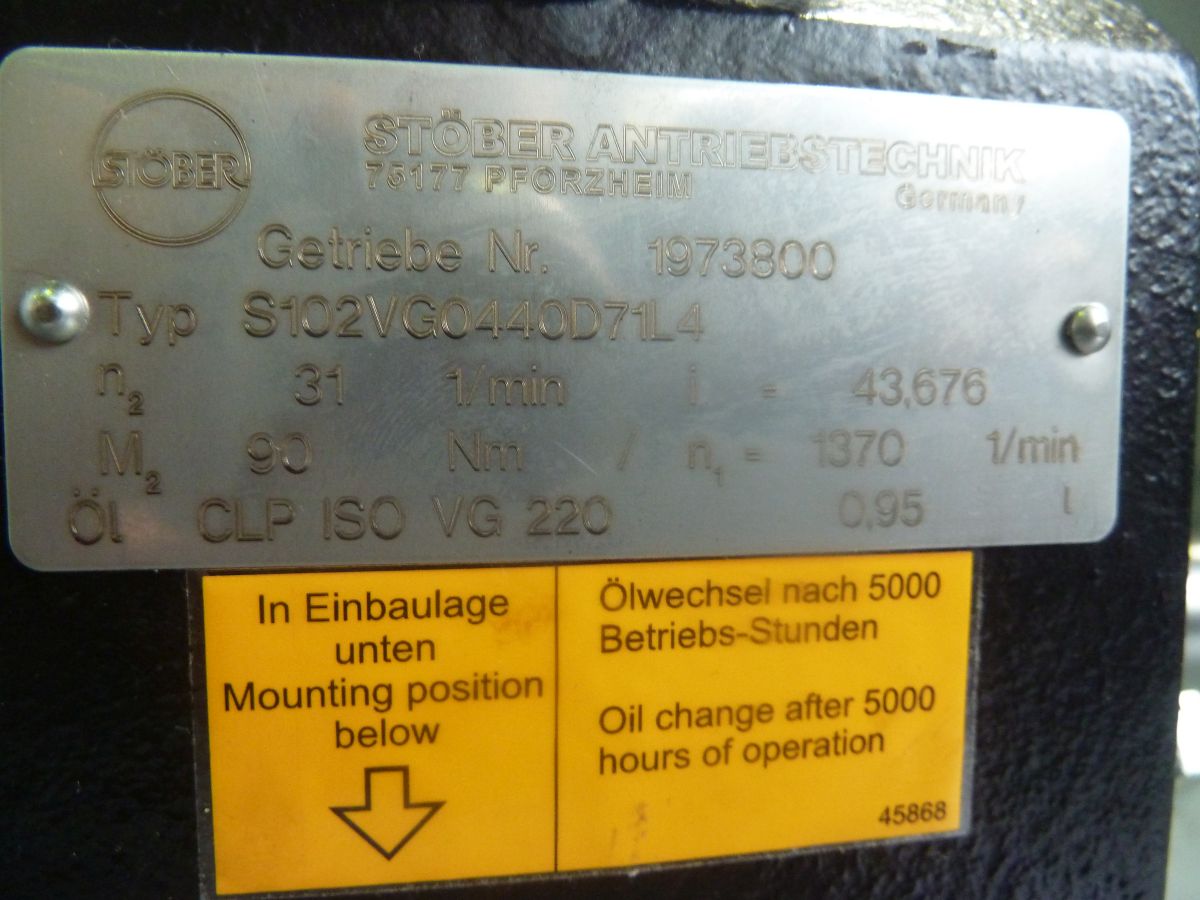 STÖBER
STÖBER ANTRIEBSTECHNIK
75177 PFORZHEIM Germany
Getriebe Nr. 1973800
Typ S102VG0440D71L4
n₂ 31 1/min i = 43,676
M₂ 90 Nm / n₁ = 1370 1/min
Öl CLP ISO VG 220 0,95 l
In Einbaulage
unten
Mounting position
below
Ölwechsel nach 5000
Betriebs-Stunden
Oil change after 5000
hours of operation
45868